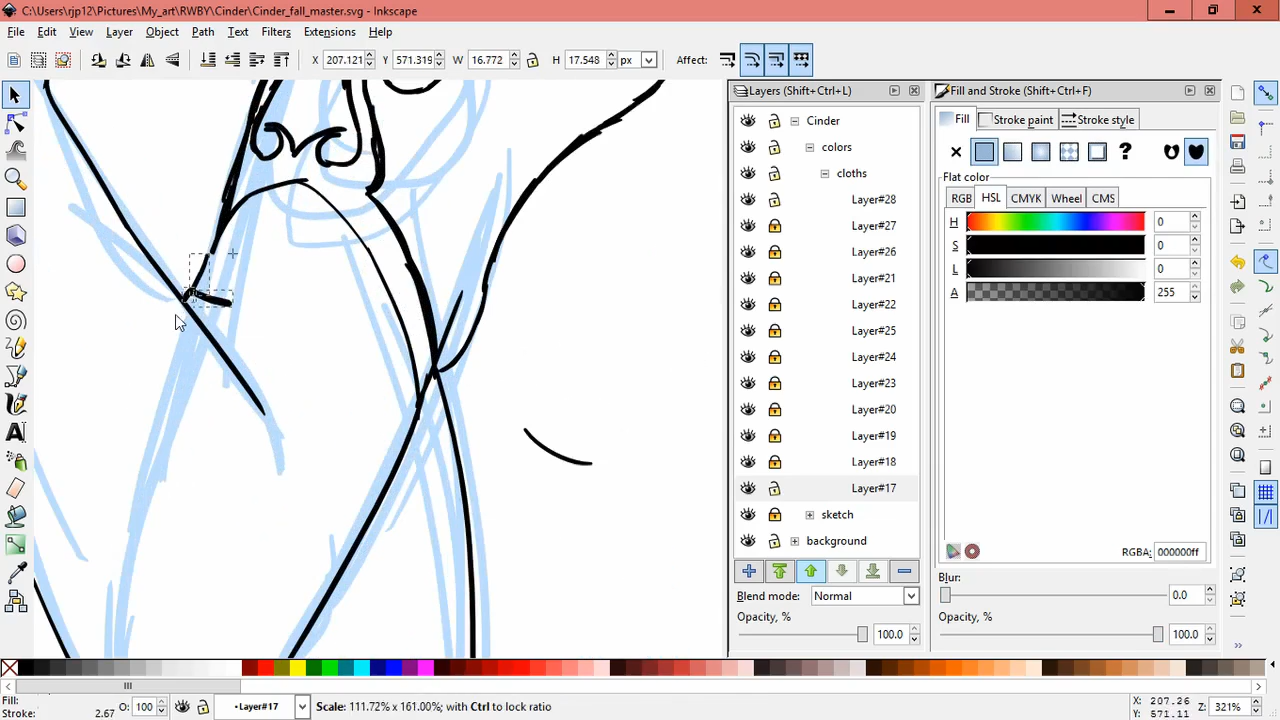 C:\Users\rjp12\Pictures\My_art\RWBY\Cinder\Cinder_fall_master.svg - Inkscape
File Edit View Layer Object Path Text Filters Extensions Help
X 207.121 Y 571.319 W 16.772 H 17.548 px Affect:
Layers (Shift+Ctrl+L)
Cinder
colors
cloths
Layer#28
Layer#27
Layer#26
Layer#21
Layer#22
Layer#25
Layer#24
Layer#23
Layer#20
Layer#19
Layer#18
Layer#17
sketch
background
Blend mode: Normal
Opacity, %
100.0
Fill and Stroke (Shift+Ctrl+F)
Fill Stroke paint Stroke style
?
Flat color
RGB HSL CMYK Wheel CMS
H 0
S 0
L 0
A 255
RGBA: 000000ff
Blur:
0.0
Opacity, %
100.0
Fill:
Stroke: 2.67
O: 100
•Layer#17
Scale: 111.72% x 161.00%; with Ctrl to lock ratio
X: 207.26
Y: 571.11
Z: 321%